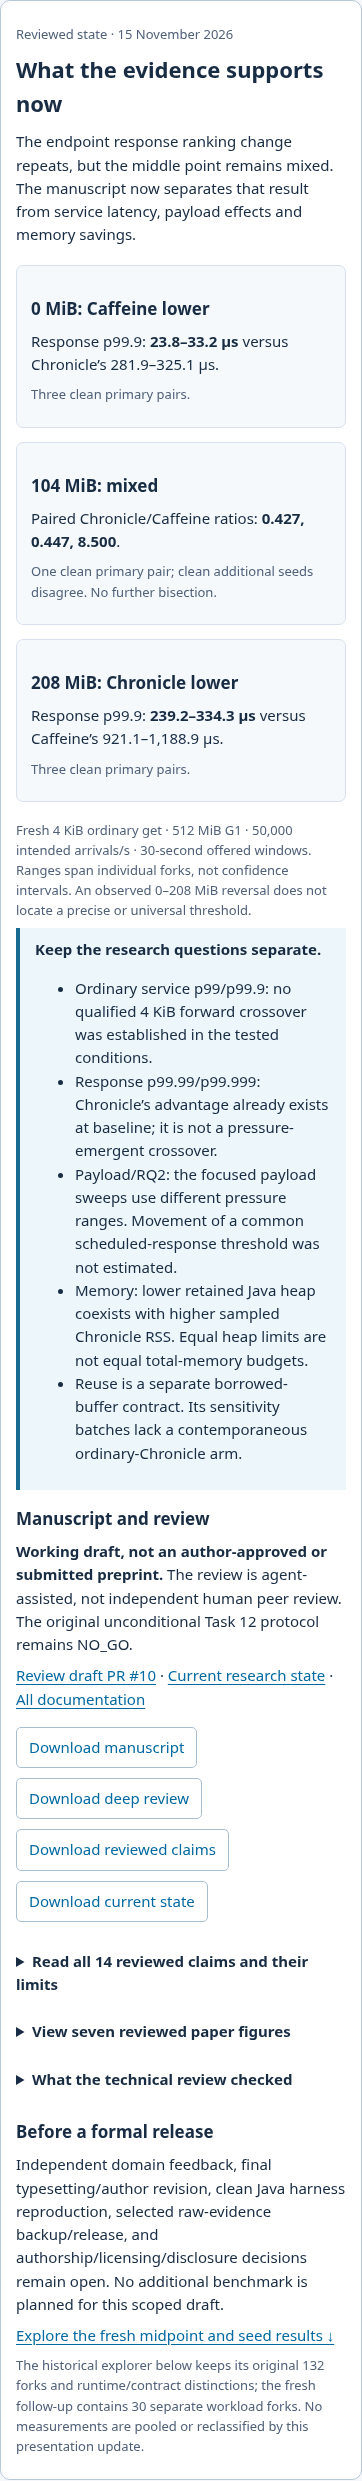 Reviewed state · 15 November 2026
What the evidence supports
now
The endpoint response ranking change
repeats, but the middle point remains mixed.
The manuscript now separates that result
from service latency, payload effects and
memory savings.
0 MiB: Caffeine lower
Response p99.9: 23.8–33.2 µs versus
Chronicle’s 281.9–325.1 µs.
Three clean primary pairs.
104 MiB: mixed
Paired Chronicle/Caffeine ratios: 0.427,
0.447, 8.500.
One clean primary pair; clean additional seeds
disagree. No further bisection.
208 MiB: Chronicle lower
Response p99.9: 239.2–334.3 µs versus
Caffeine’s 921.1–1,188.9 µs.
Three clean primary pairs.
Fresh 4 KiB ordinary get · 512 MiB G1 · 50,000
intended arrivals/s · 30-second offered windows.
Ranges span individual forks, not confidence
intervals. An observed 0–208 MiB reversal does not
locate a precise or universal threshold.
Keep the research questions separate.
• Ordinary service p99/p99.9: no
qualified 4 KiB forward crossover
was established in the tested
conditions.
• Response p99.99/p99.999:
Chronicle’s advantage already exists
at baseline; it is not a pressure-
emergent crossover.
• Payload/RQ2: the focused payload
sweeps use different pressure
ranges. Movement of a common
scheduled-response threshold was
not estimated.
• Memory: lower retained Java heap
coexists with higher sampled
Chronicle RSS. Equal heap limits are
not equal total-memory budgets.
• Reuse is a separate borrowed-
buffer contract. Its sensitivity
batches lack a contemporaneous
ordinary-Chronicle arm.
Manuscript and review
Working draft, not an author-approved or
submitted preprint. The review is agent-
assisted, not independent human peer review.
The original unconditional Task 12 protocol
remains NO_GO.
Review draft PR #10 · Current research state ·
All documentation
Download manuscript
Download deep review
Download reviewed claims
Download current state
▶ Read all 14 reviewed claims and their
limits
▶ View seven reviewed paper figures
▶ What the technical review checked
Before a formal release
Independent domain feedback, final
typesetting/author revision, clean Java harness
reproduction, selected raw-evidence
backup/release, and
authorship/licensing/disclosure decisions
remain open. No additional benchmark is
planned for this scoped draft.
Explore the fresh midpoint and seed results ↓
The historical explorer below keeps its original 132
forks and runtime/contract distinctions; the fresh
follow-up contains 30 separate workload forks. No
measurements are pooled or reclassified by this
presentation update.